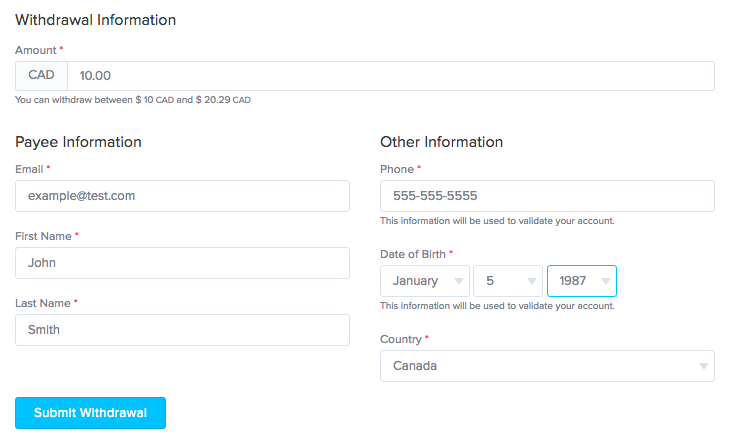 Withdrawal Information
Amount *
CAD 10.00
You can withdraw between $ 10 CAD and $ 20.29 CAD
Payee Information
Email *
example@test.com
First Name *
John
Last Name *
Smith
Other Information
Phone *
555-555-5555
This information will be used to validate your account.
Date of Birth *
January 5 1987
This information will be used to validate your account.
Country *
Canada
Submit Withdrawal